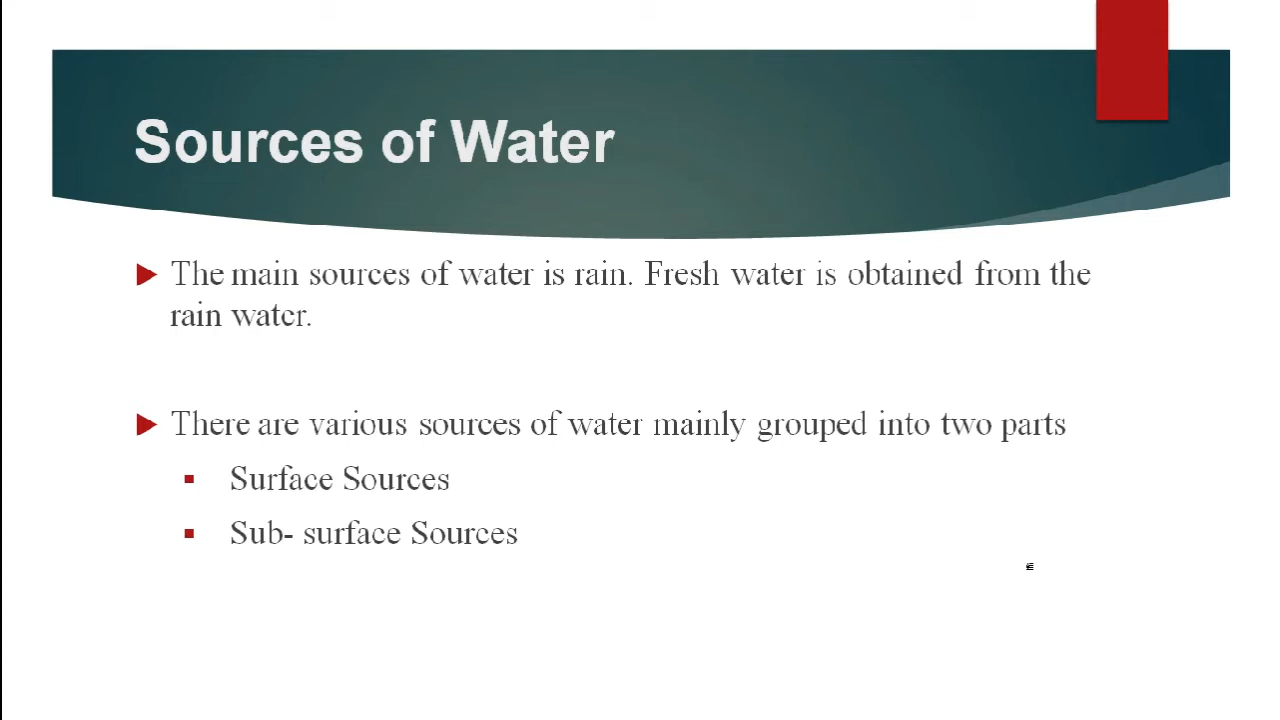 Sources of Water
The main sources of water is rain. Fresh water is obtained from the
rain water.
There are various sources of water mainly grouped into two parts
Surface Sources
Sub- surface Sources